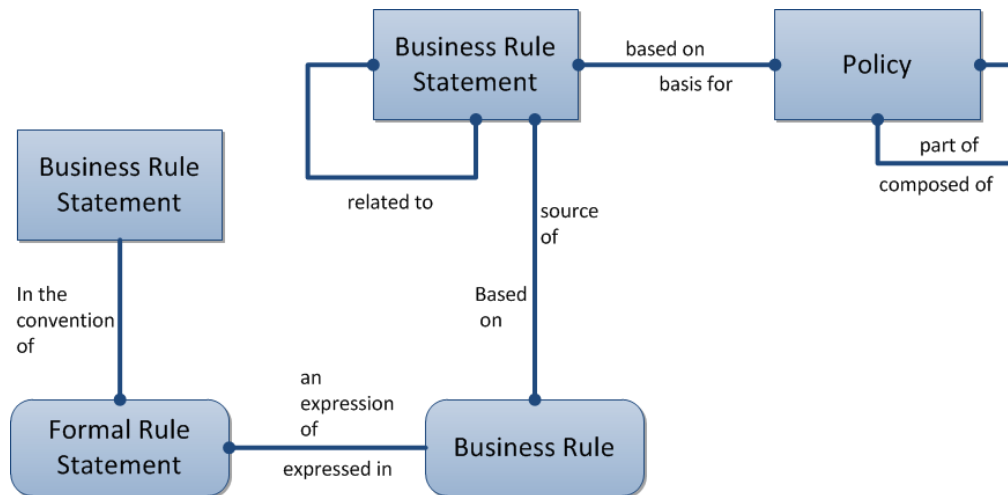 Business Rule
Statement
based on
basis for
Policy
part of
composed of
related to
source
of
Business Rule
Statement
In the
convention
of
Based
on
an
expression
of
expressed in
Formal Rule
Statement
Business Rule